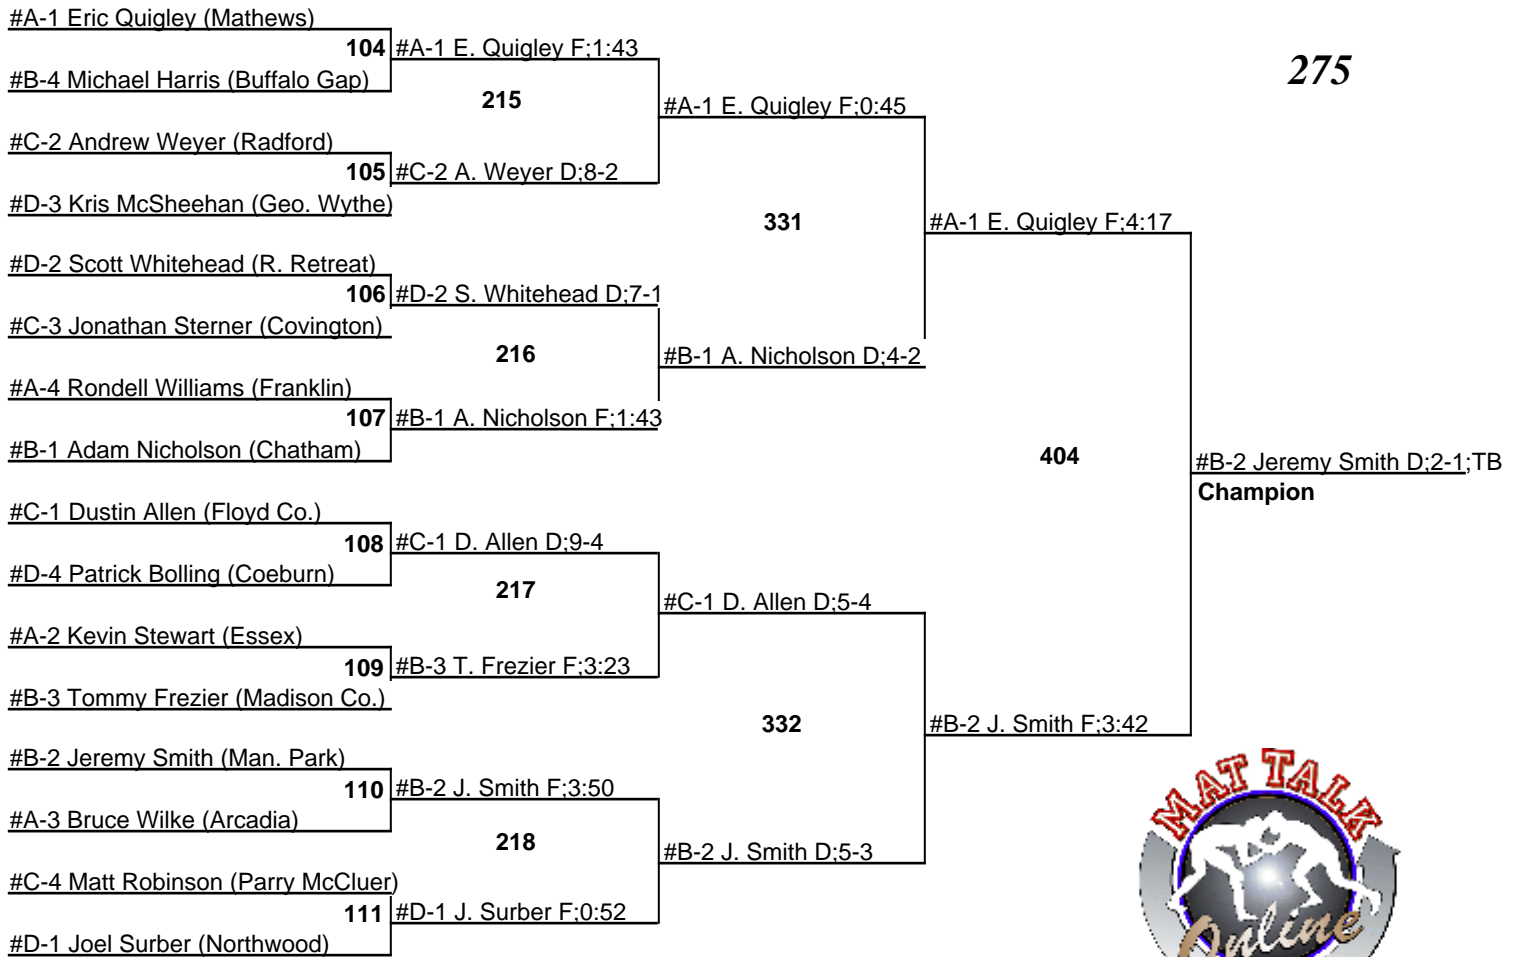 #A-1 Eric Quigley (Mathews)
104 #A-1 E. Quigley F;1:43
275
#B-4 Michael Harris (Buffalo Gap)
215
#A-1 E. Quigley F;0:45
#C-2 Andrew Weyer (Radford)
105 #C-2 A. Weyer D;8-2
#D-3 Kris McSheehan (Geo. Wythe)
331
#A-1 E. Quigley F;4:17
#D-2 Scott Whitehead (R. Retreat)
106 #D-2 S. Whitehead D;7-1
#C-3 Jonathan Sterner (Covington)
216
#B-1 A. Nicholson D;4-2
#A-4 Rondell Williams (Franklin)
107 #B-1 A. Nicholson F;1:43
#B-1 Adam Nicholson (Chatham)
404
#B-2 Jeremy Smith D;2-1;TB
Champion
#C-1 Dustin Allen (Floyd Co.)
108 #C-1 D. Allen D;9-4
#D-4 Patrick Bolling (Coeburn)
217
#C-1 D. Allen D;5-4
#A-2 Kevin Stewart (Essex)
109 #B-3 T. Frezier F;3:23
#B-3 Tommy Frezier (Madison Co.)
332
#B-2 J. Smith F;3:42
#B-2 Jeremy Smith (Man. Park)
110 #B-2 J. Smith F;3:50
#A-3 Bruce Wilke (Arcadia)
218
#B-2 J. Smith D;5-3
#C-4 Matt Robinson (Parry McCluer)
111 #D-1 J. Surber F;0:52
#D-1 Joel Surber (Northwood)
MAT TALK
Online